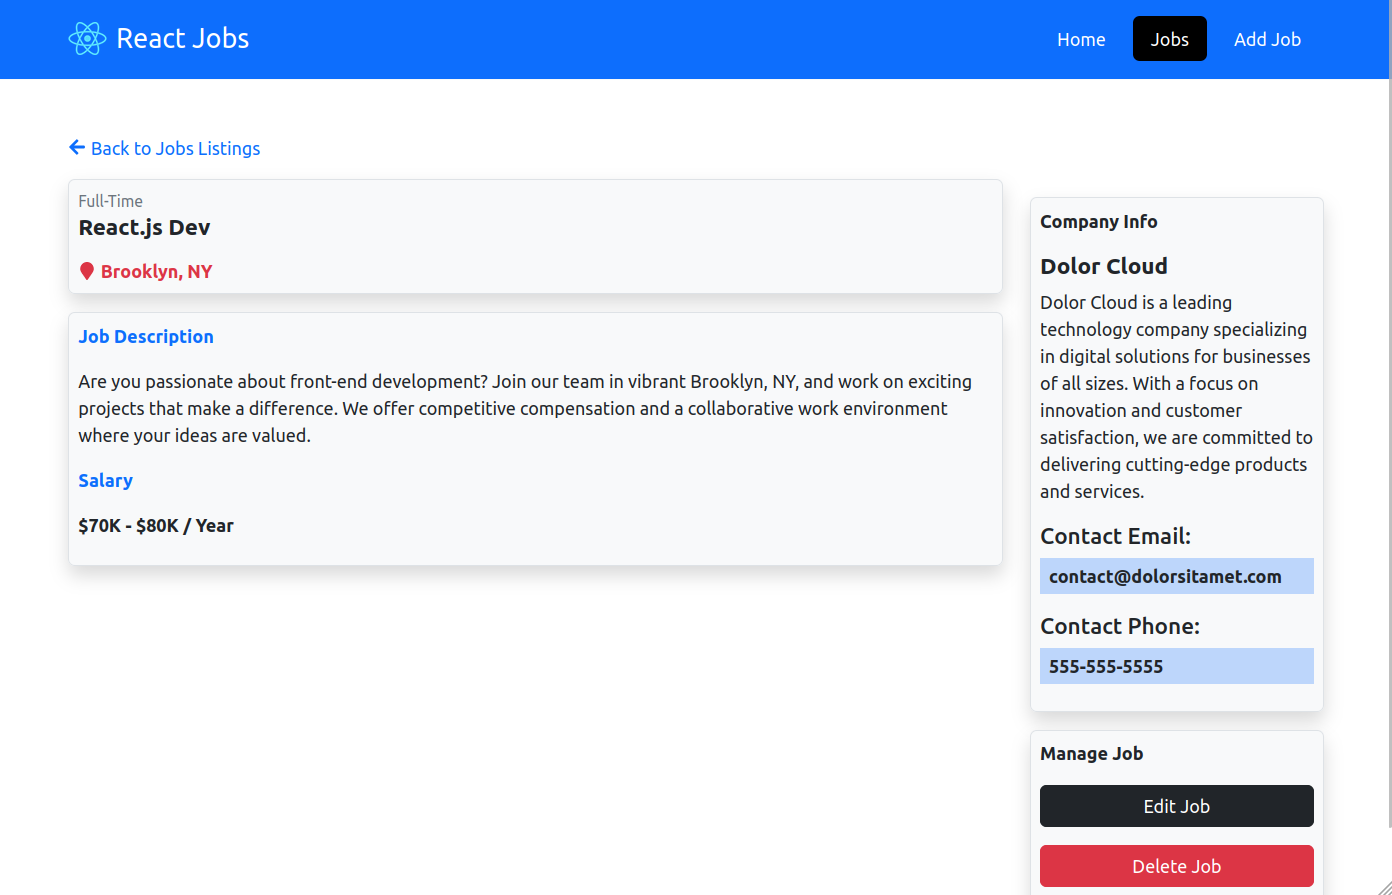 React Jobs
Home
Jobs
Add Job
Back to Jobs Listings
Full-Time
React.js Dev
Brooklyn, NY
Job Description
Are you passionate about front-end development? Join our team in vibrant Brooklyn, NY, and work on exciting
projects that make a difference. We offer competitive compensation and a collaborative work environment
where your ideas are valued.
Salary
$70K - $80K / Year
Company Info
Dolor Cloud
Dolor Cloud is a leading
technology company specializing
in digital solutions for businesses
of all sizes. With a focus on
innovation and customer
satisfaction, we are committed to
delivering cutting-edge products
and services.
Contact Email:
contact@dolorsitamet.com
Contact Phone:
555-555-5555
Manage Job
Edit Job
Delete Job